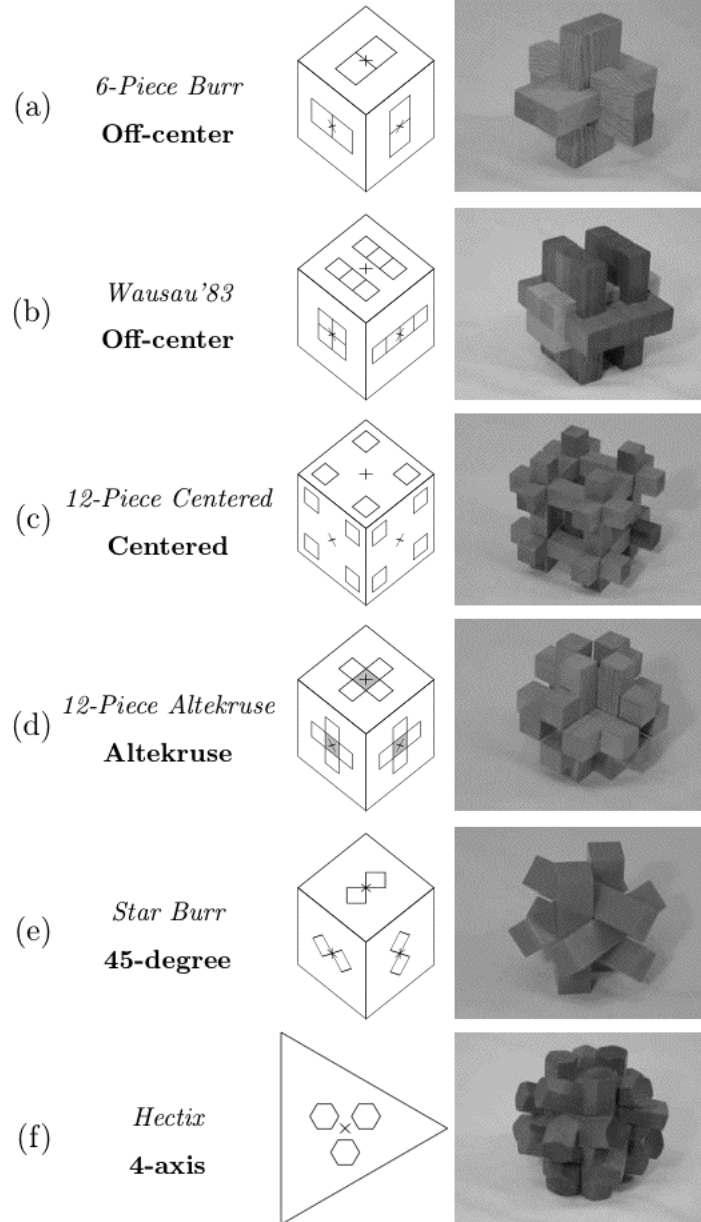 (a)
6-Piece Burr
Off-center
(b)
Wausau'83
Off-center
(c)
12-Piece Centered
Centered
(d)
12-Piece Altekruse
Altekruse
(e)
Star Burr
45-degree
(f)
Hectix
4-axis